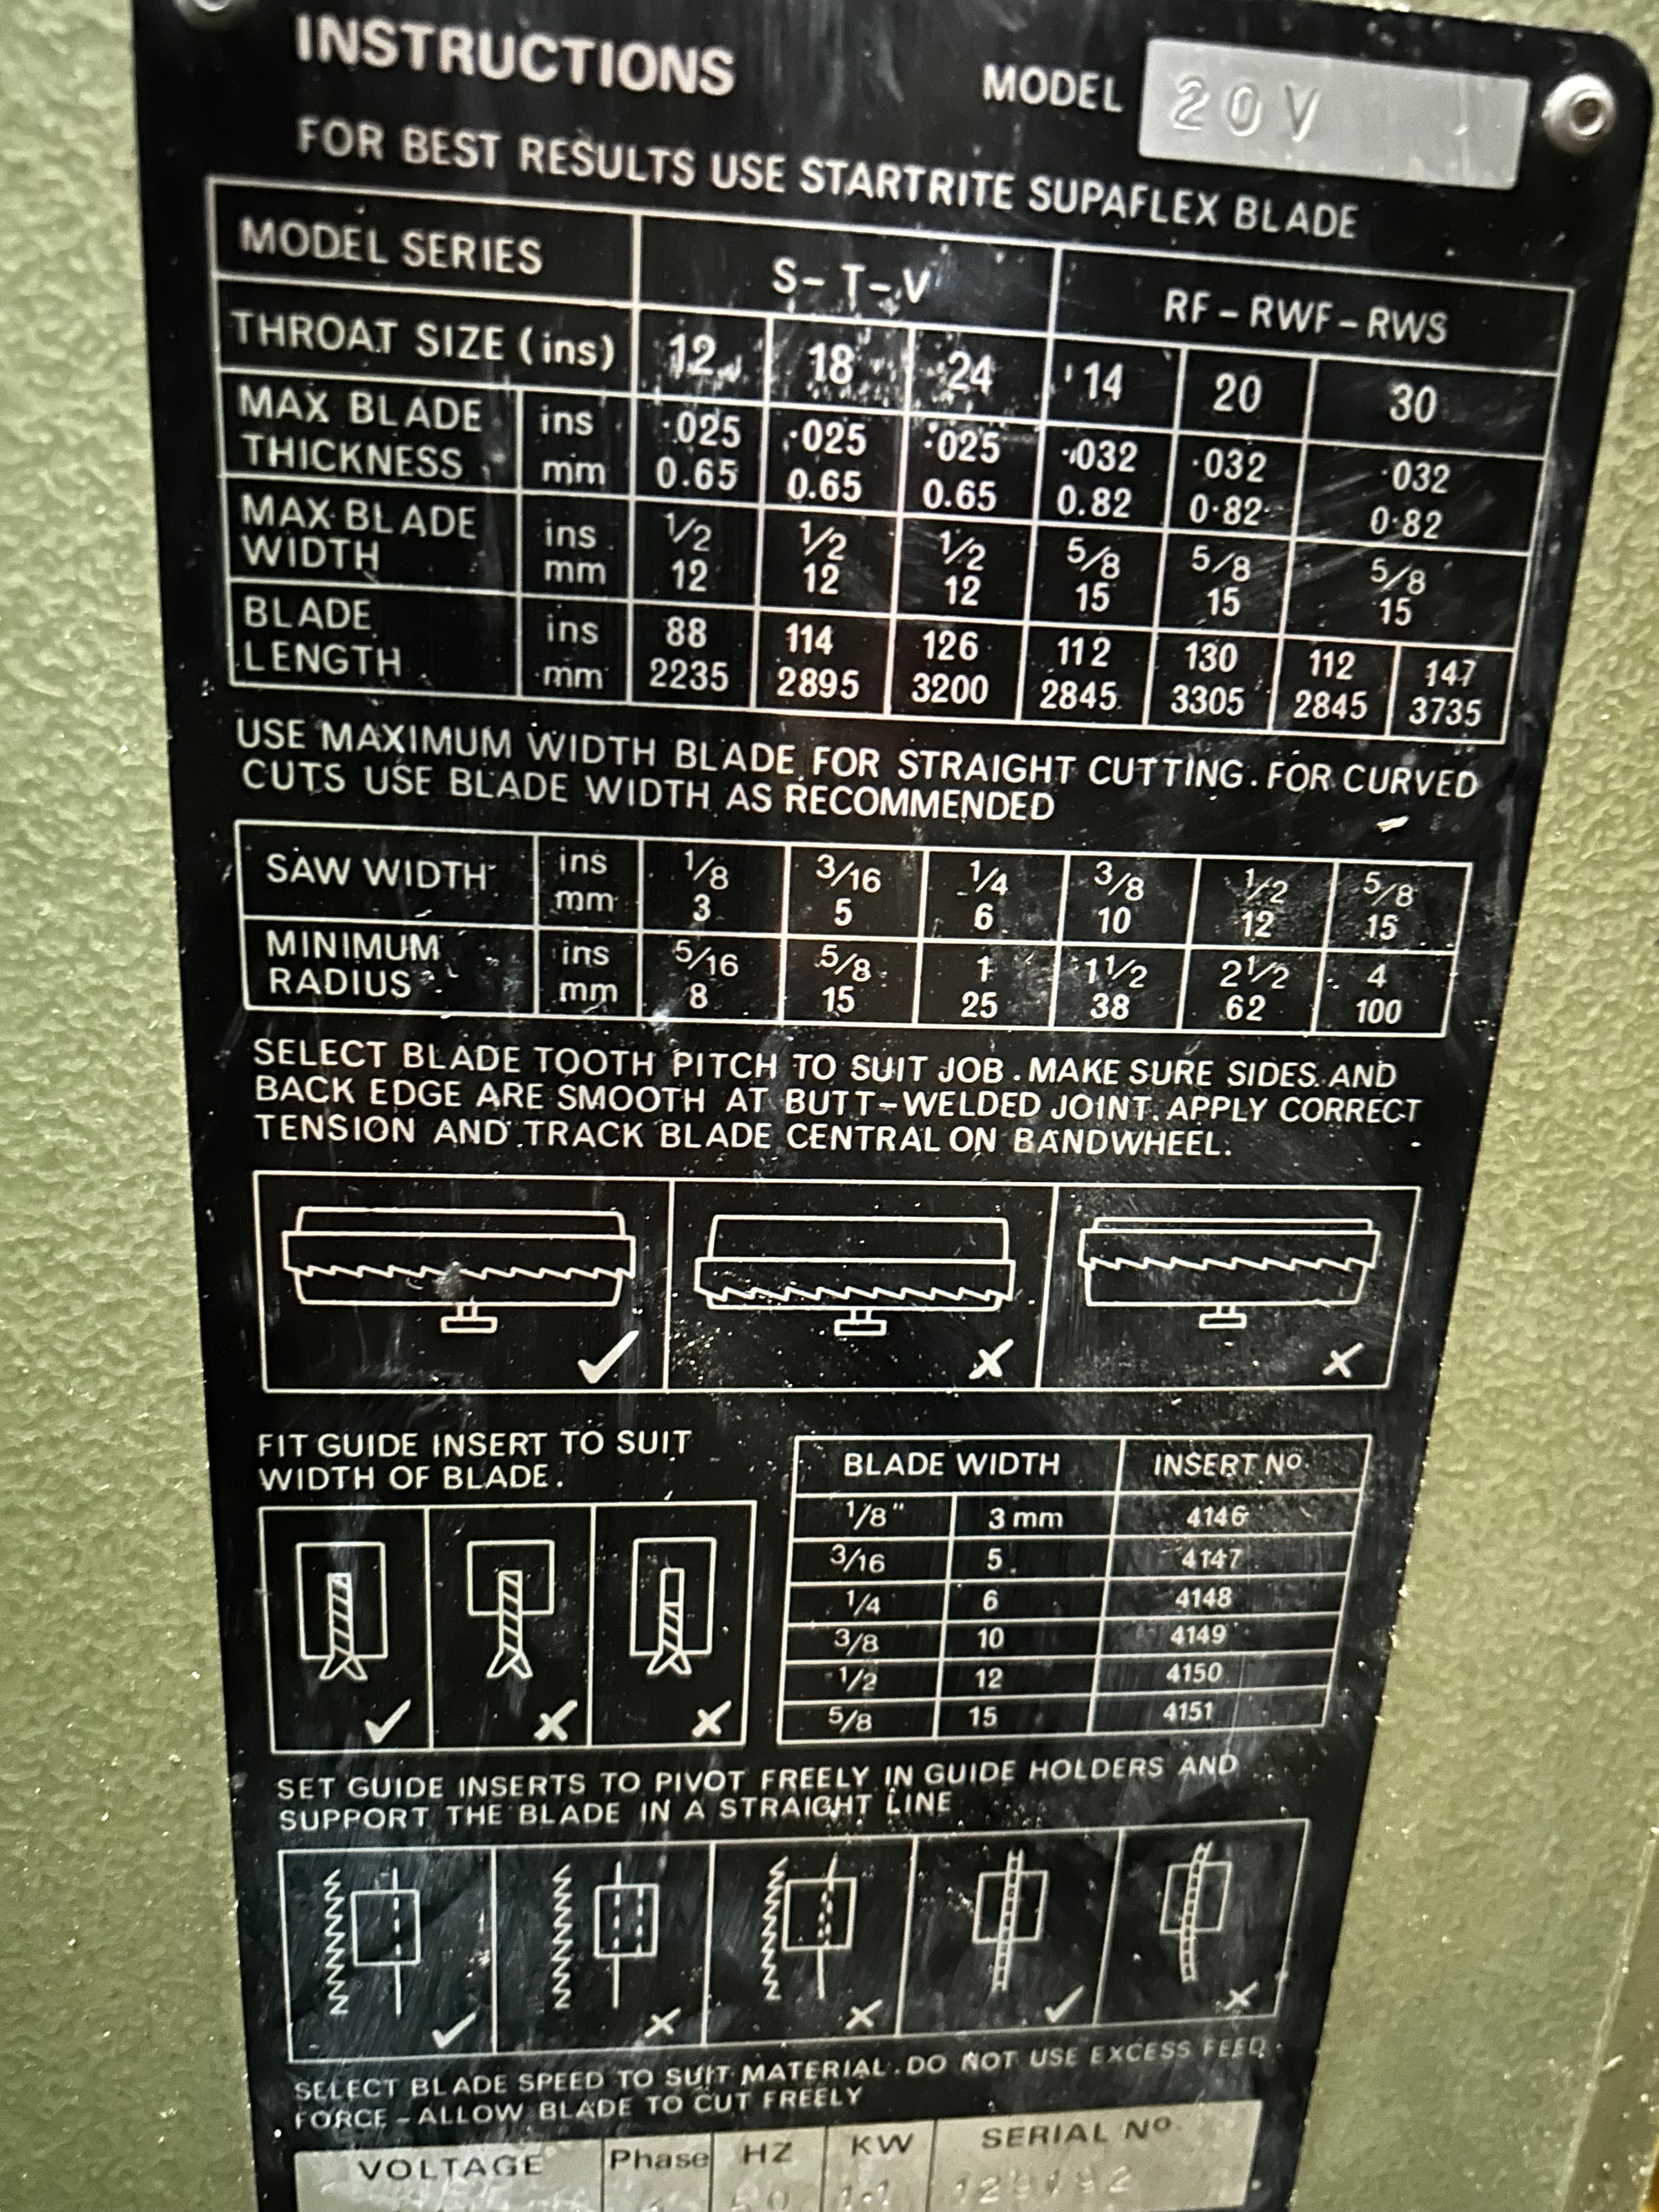 INSTRUCTIONS
MODEL 20V
FOR BEST RESULTS USE STARTRITE SUPAFLEX BLADE
MODEL SERIES S-T-V RF-RWF-RWS
THROAT SIZE (ins) 12 18 24 14 20 30
MAX BLADE THICKNESS
ins ·025 ·025 ·025 ·032 ·032 ·032
mm 0.65 0.65 0.65 0.82 0·82 0·82
MAX BLADE WIDTH
ins 1/2 1/2 1/2 5/8 5/8 5/8
mm 12 12 12 15 15 15
BLADE LENGTH
ins 88 114 126 112 130 112 147
mm 2235 2895 3200 2845 3305 2845 3735
USE MAXIMUM WIDTH BLADE FOR STRAIGHT CUTTING. FOR CURVED
CUTS USE BLADE WIDTH AS RECOMMENDED
SAW WIDTH
ins 1/8 3/16 1/4 3/8 1/2 5/8
mm 3 5 6 10 12 15
MINIMUM RADIUS
ins 5/16 5/8 1 1 1/2 2 1/2 4
mm 8 15 25 38 62 100
SELECT BLADE TOOTH PITCH TO SUIT JOB. MAKE SURE SIDES AND
BACK EDGE ARE SMOOTH AT BUTT-WELDED JOINT. APPLY CORRECT
TENSION AND TRACK BLADE CENTRAL ON BANDWHEEL.
FIT GUIDE INSERT TO SUIT
WIDTH OF BLADE.
BLADE WIDTH INSERT Nº
1/8" 3 mm 4146
3/16 5 4147
1/4 6 4148
3/8 10 4149
1/2 12 4150
5/8 15 4151
SET GUIDE INSERTS TO PIVOT FREELY IN GUIDE HOLDERS AND
SUPPORT THE BLADE IN A STRAIGHT LINE
SELECT BLADE SPEED TO SUIT MATERIAL. DO NOT USE EXCESS FEED
FORCE - ALLOW BLADE TO CUT FREELY
VOLTAGE Phase HZ KW SERIAL Nº
1.1